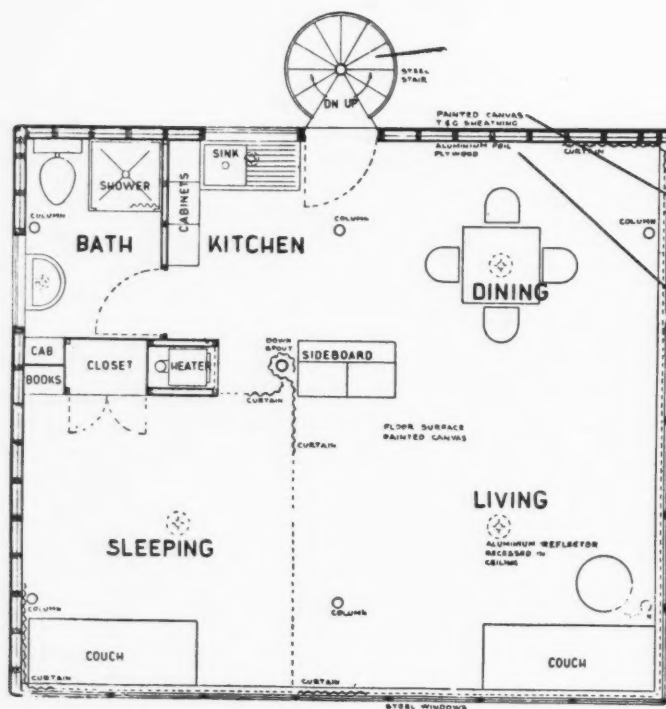 STEEL
STAIR
DN UP
PAINTED CANVAS
T & G SHEATHING
ALUMINIUM FOIL
PLYWOOD
CURTAIN
SINK
SHOWER
CABINETS
COLUMN
COLUMN
COLUMN
BATH
KITCHEN
DINING
DOWN
SPOUT
SIDEBOARD
CAB
CLOSET
HEATER
BOOKS
CURTAIN
CURTAIN
FLOOR SURFACE
PAINTED CANVAS
LIVING
SLEEPING
ALUMINUM REFLECTOR
RECESSED IN
CEILING
COLUMN
COLUMN
COUCH
COUCH
CURTAIN
CURTAIN
STEEL WINDOWS